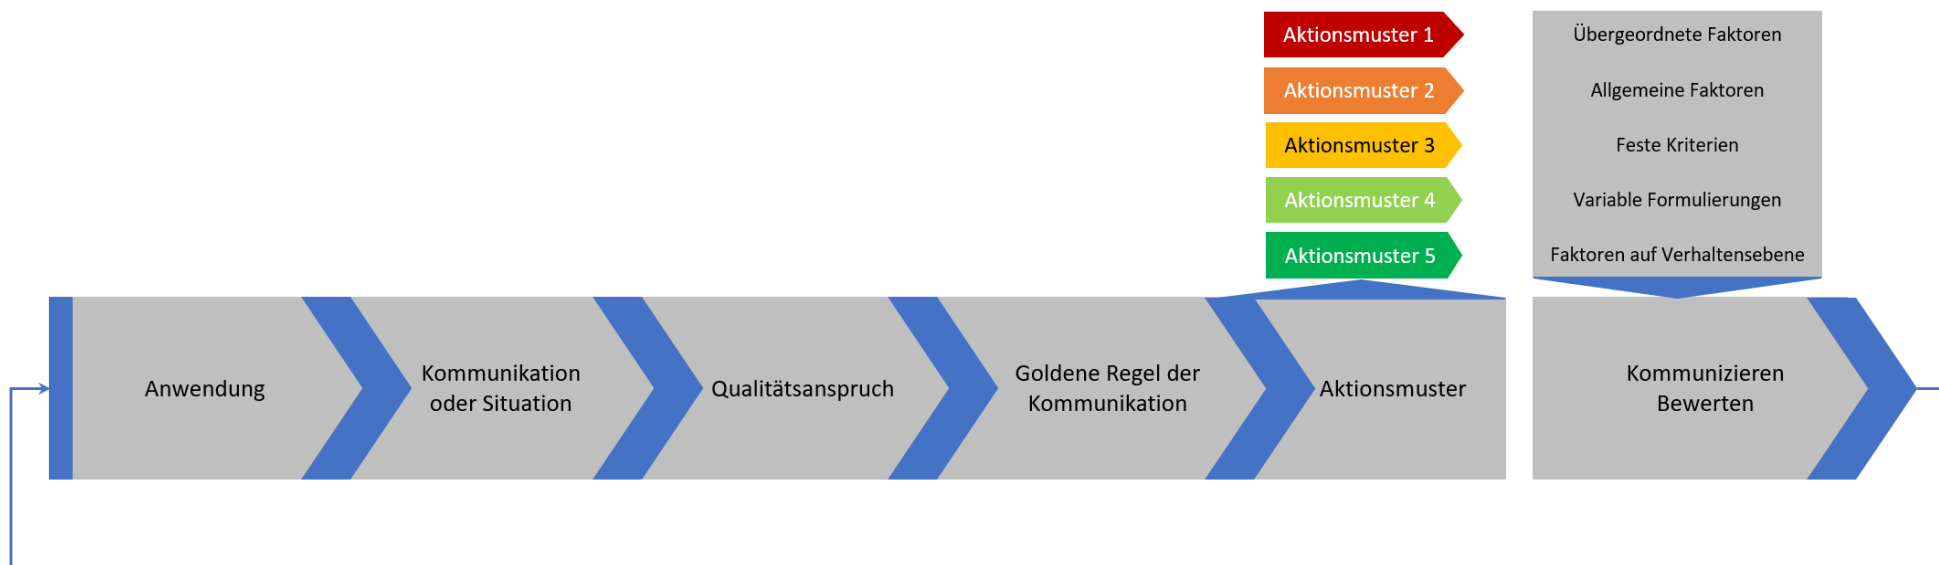 Aktionsmuster 1
Aktionsmuster 2
Aktionsmuster 3
Aktionsmuster 4
Aktionsmuster 5
Übergeordnete Faktoren
Allgemeine Faktoren
Feste Kriterien
Variable Formulierungen
Faktoren auf Verhaltensebene
Anwendung
Kommunikation
oder Situation
Qualitätsanspruch
Goldene Regel der
Kommunikation
Aktionsmuster
Kommunizieren
Bewerten